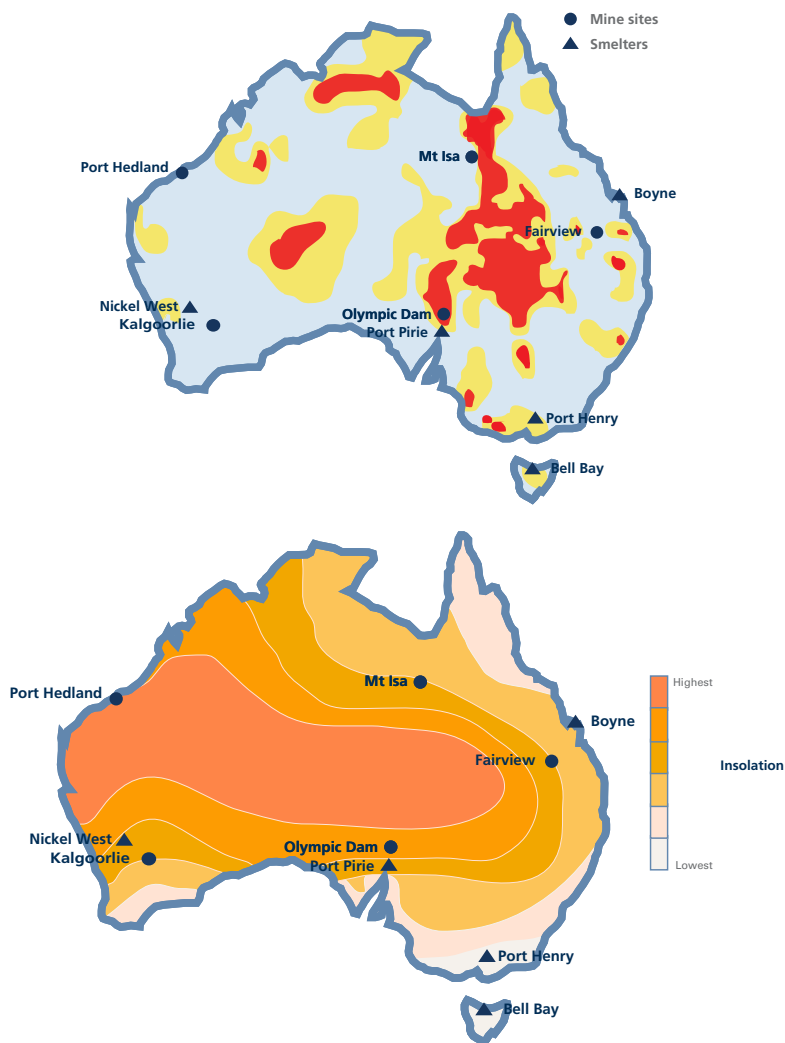 Mine sites
Smelters
Mt Isa
Port Hedland
Boyne
Fairview
Nickel West
Olympic Dam
Kalgoorlie
Port Pirie
Port Henry
Bell Bay
Mt Isa
Highest
Port Hedland
Boyne
Fairview
Insolation
Nickel West
Olympic Dam
Kalgoorlie
Port Pirie
Lowest
Port Henry
Bell Bay